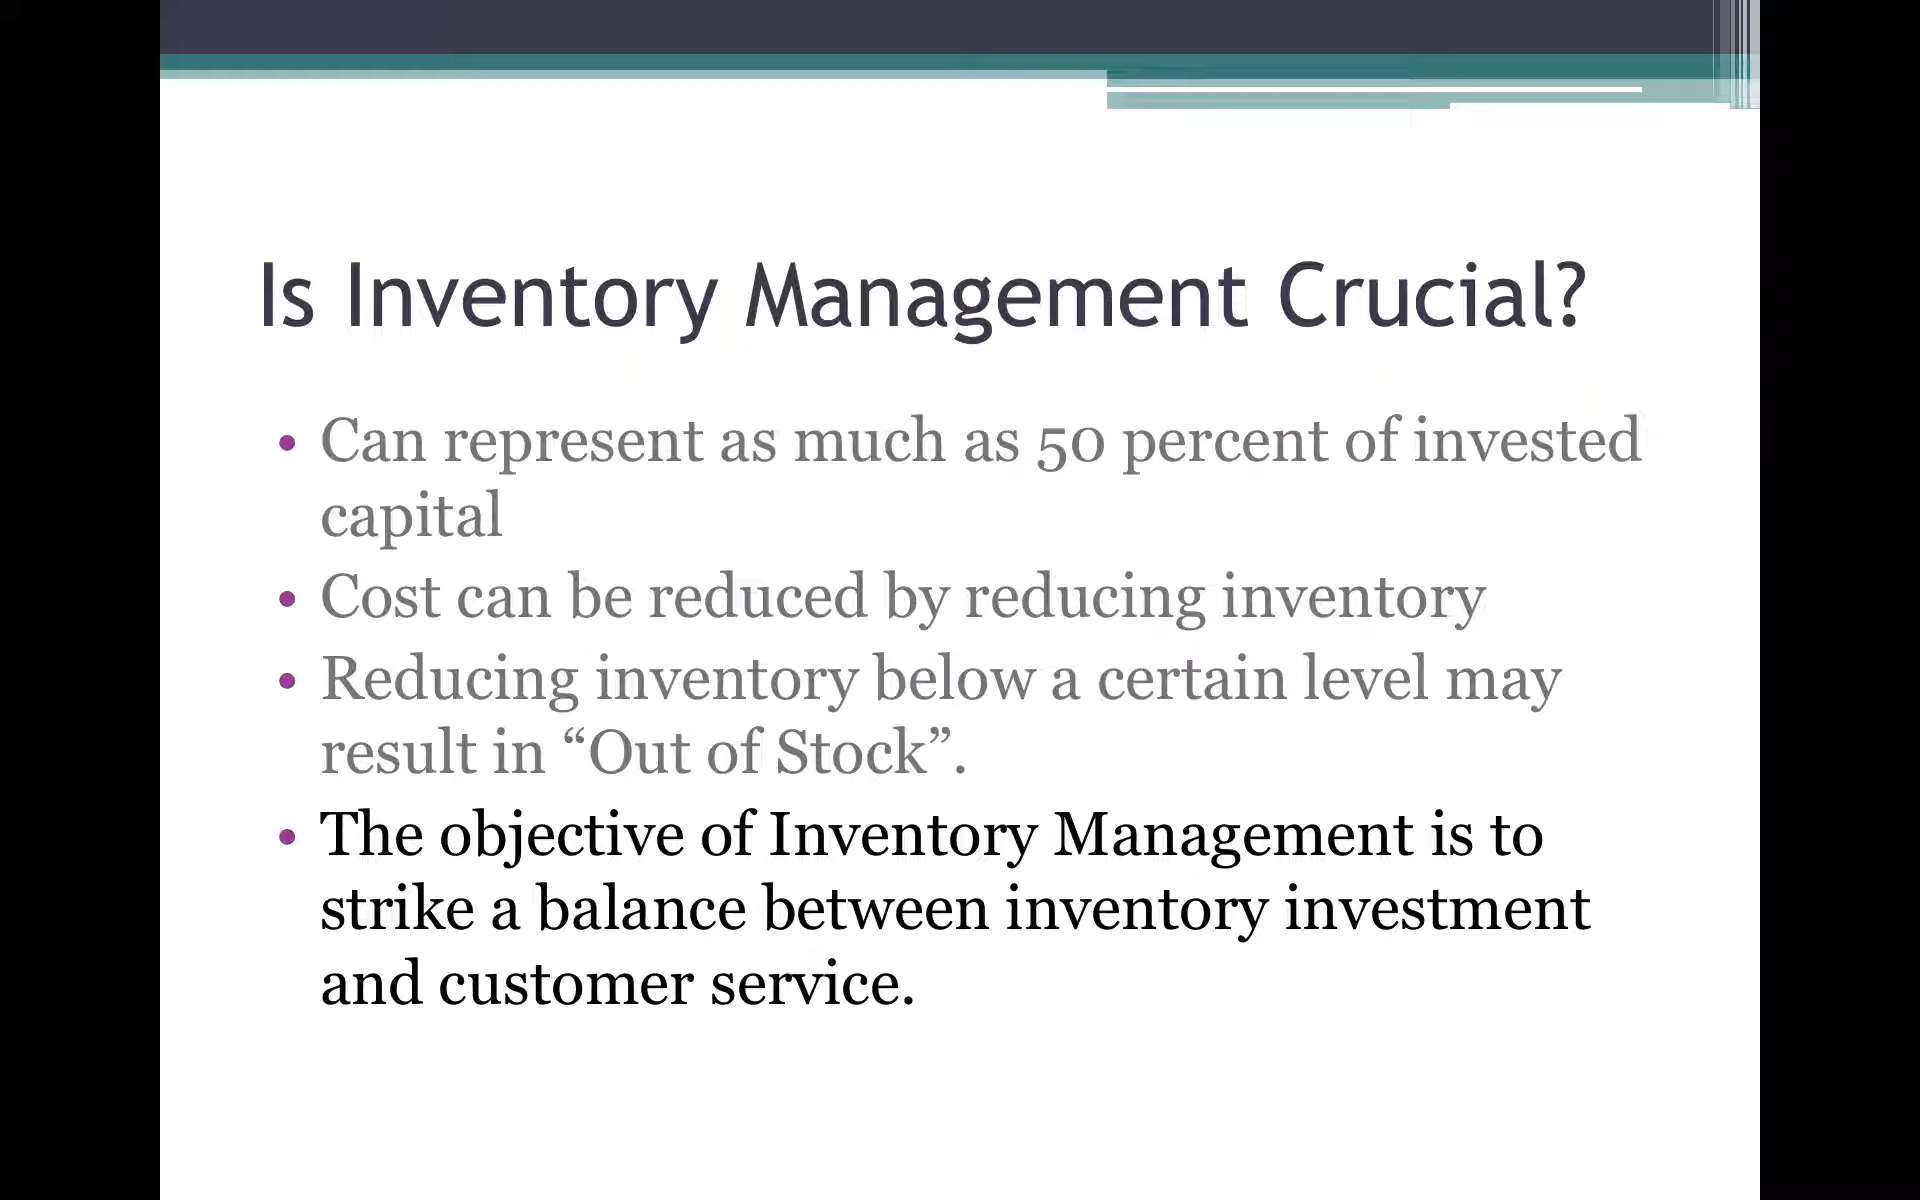 Is Inventory Management Crucial?
• Can represent as much as 50 percent of invested
capital
• Cost can be reduced by reducing inventory
• Reducing inventory below a certain level may
result in “Out of Stock”.
• The objective of Inventory Management is to
strike a balance between inventory investment
and customer service.